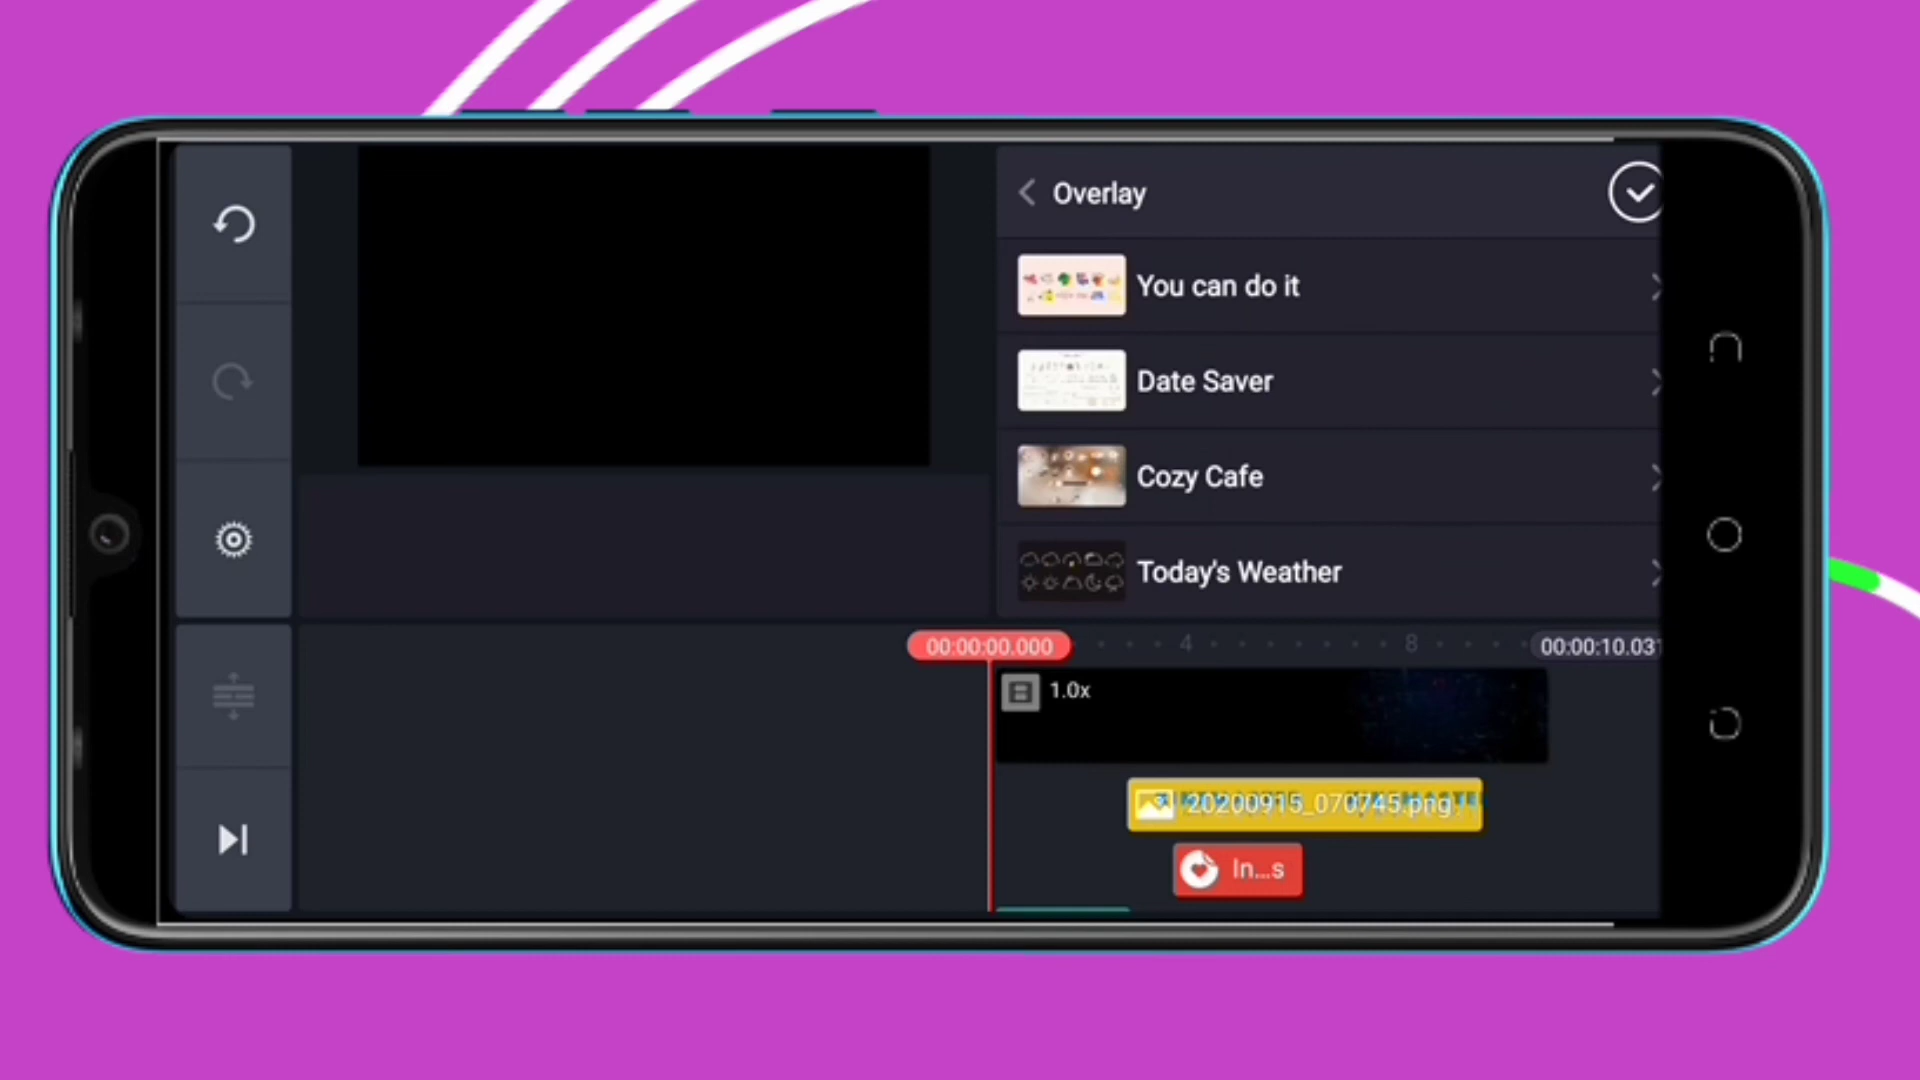 Overlay
You can do it
Date Saver
Cozy Cafe
Today's Weather
00:00:00.000
4
8
00:00:10.031
1.0x
20200915_070745.png
In...s